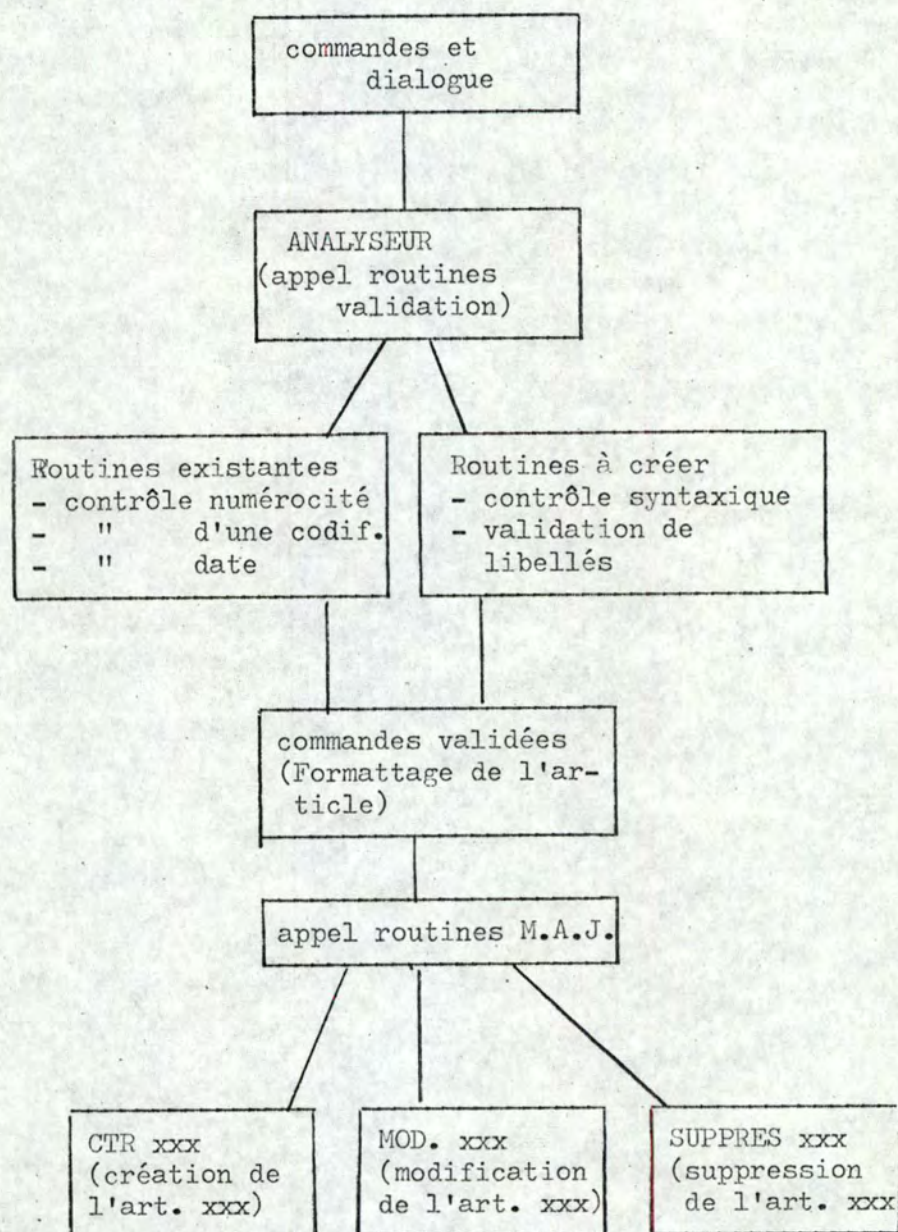 commandes et
dialogue
ANALYSEUR
(appel routines
validation)
Routines existantes
- contrôle numérocité
- " d'une codif.
- " date
Routines à créer
- contrôle syntaxique
- validation de
libellés
commandes validées
(Formattage de l'ar-
ticle)
appel routines M.A.J.
CTR xxx
(création de
l'art. xxx)
MOD. xxx
(modification
de l'art. xxx)
SUPPRES xxx
(suppression
de l'art. xxx